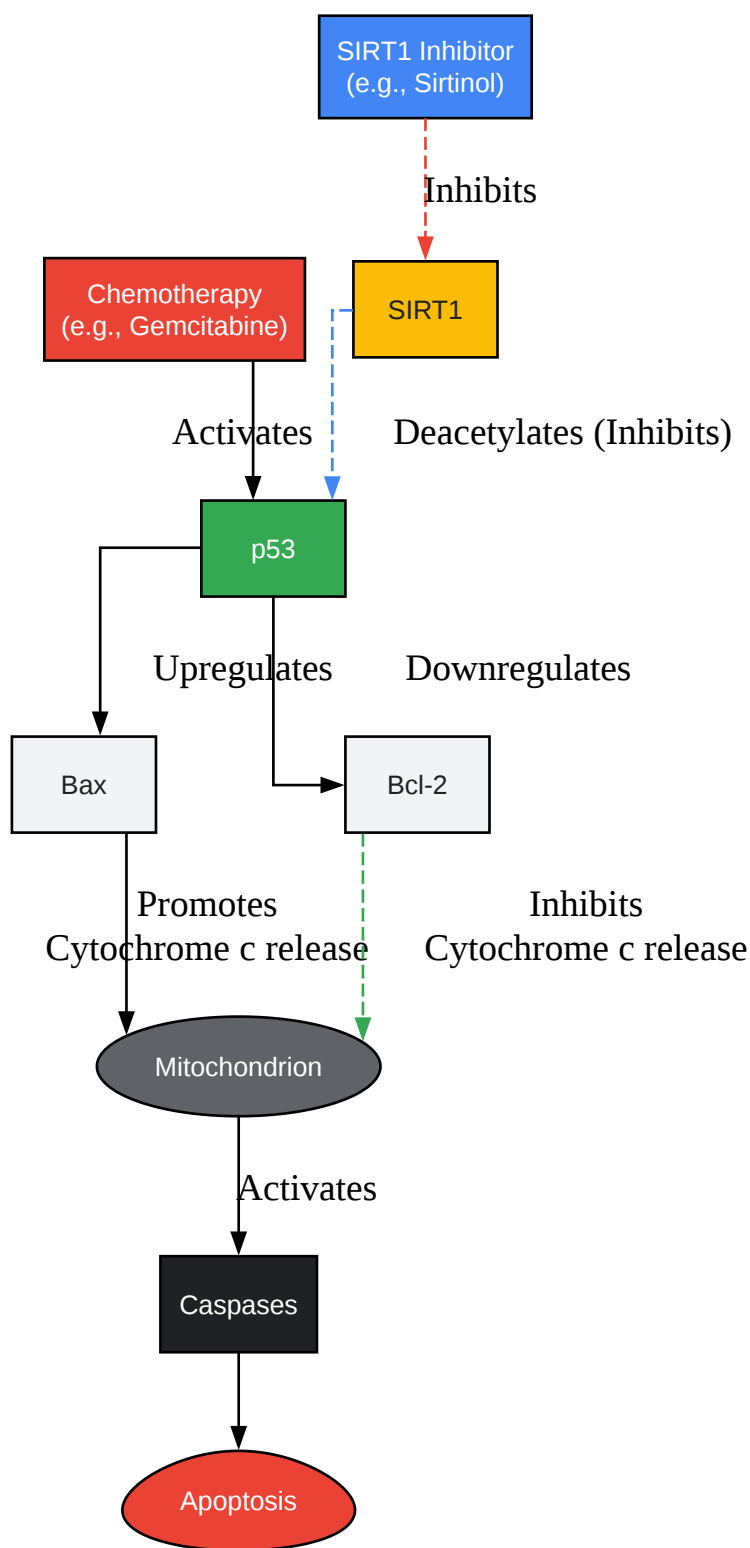 SIRT1 Inhibitor
(e.g., Sirtinol)
Inhibits
Chemotherapy
(e.g., Gemcitabine)
SIRT1
Activates
Deacetylates (Inhibits)
p53
Upregulates
Downregulates
Bax
Bcl-2
Promotes
Cytochrome c release
Inhibits
Cytochrome c release
Mitochondrion
Activates
Caspases
Apoptosis